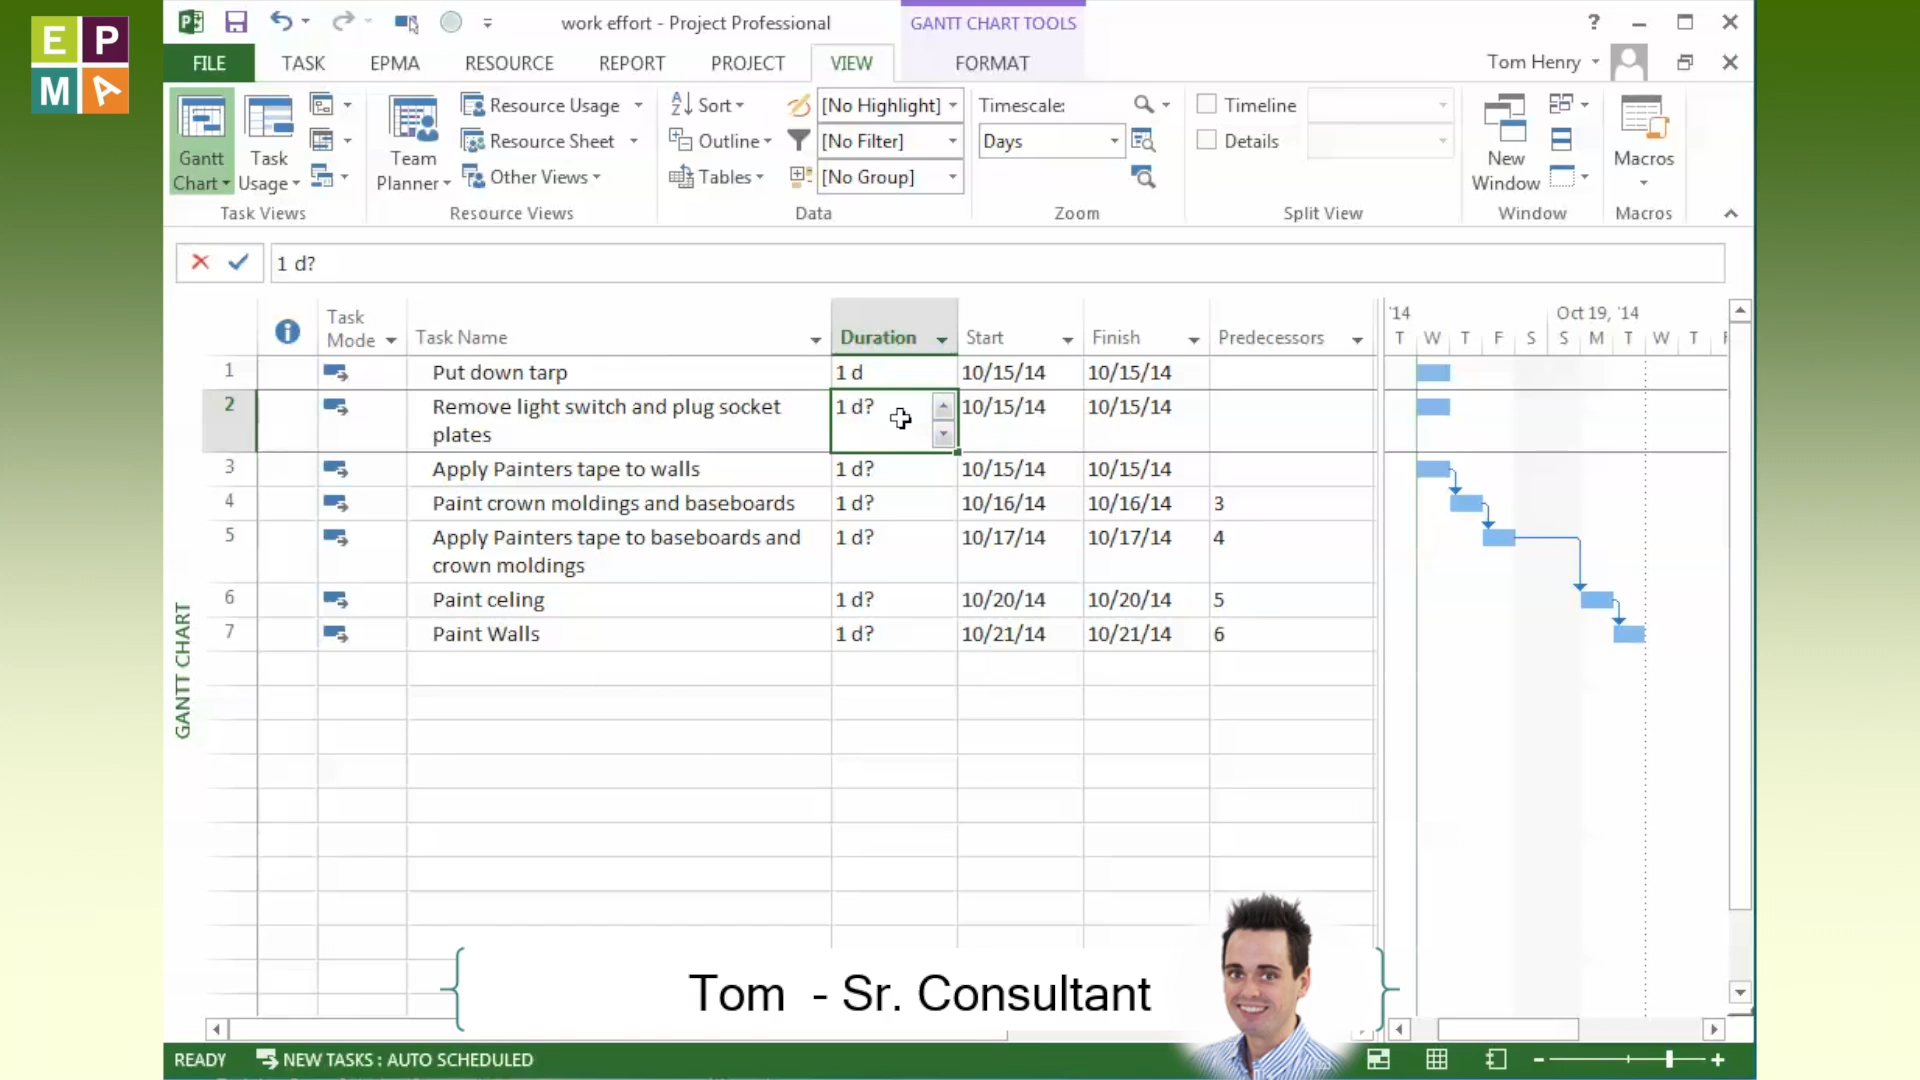 E P
M A
work effort - Project Professional
GANTT CHART TOOLS
?
FILE TASK EPMA RESOURCE REPORT PROJECT VIEW FORMAT
Tom Henry
Gantt
Chart
Task
Usage
Team
Planner
Resource Usage
Resource Sheet
Other Views
A
Z
Sort
Outline
Tables
[No Highlight]
[No Filter]
[No Group]
Timescale:
Days
Timeline
Details
New
Window
Macros
Task Views Resource Views Data Zoom Split View Window Macros
1 d?
Task
Mode
Task Name Duration Start Finish Predecessors
'14 Oct 19, '14
T W T F S S M T W T F
1 Put down tarp 1 d 10/15/14 10/15/14
2 Remove light switch and plug socket 1 d? 10/15/14 10/15/14
plates
3 Apply Painters tape to walls 1 d? 10/15/14 10/15/14
4 Paint crown moldings and baseboards 1 d? 10/16/14 10/16/14 3
5 Apply Painters tape to baseboards and 1 d? 10/17/14 10/17/14 4
crown moldings
6 Paint celing 1 d? 10/20/14 10/20/14 5
7 Paint Walls 1 d? 10/21/14 10/21/14 6
GANTT CHART
Tom - Sr. Consultant
READY NEW TASKS : AUTO SCHEDULED